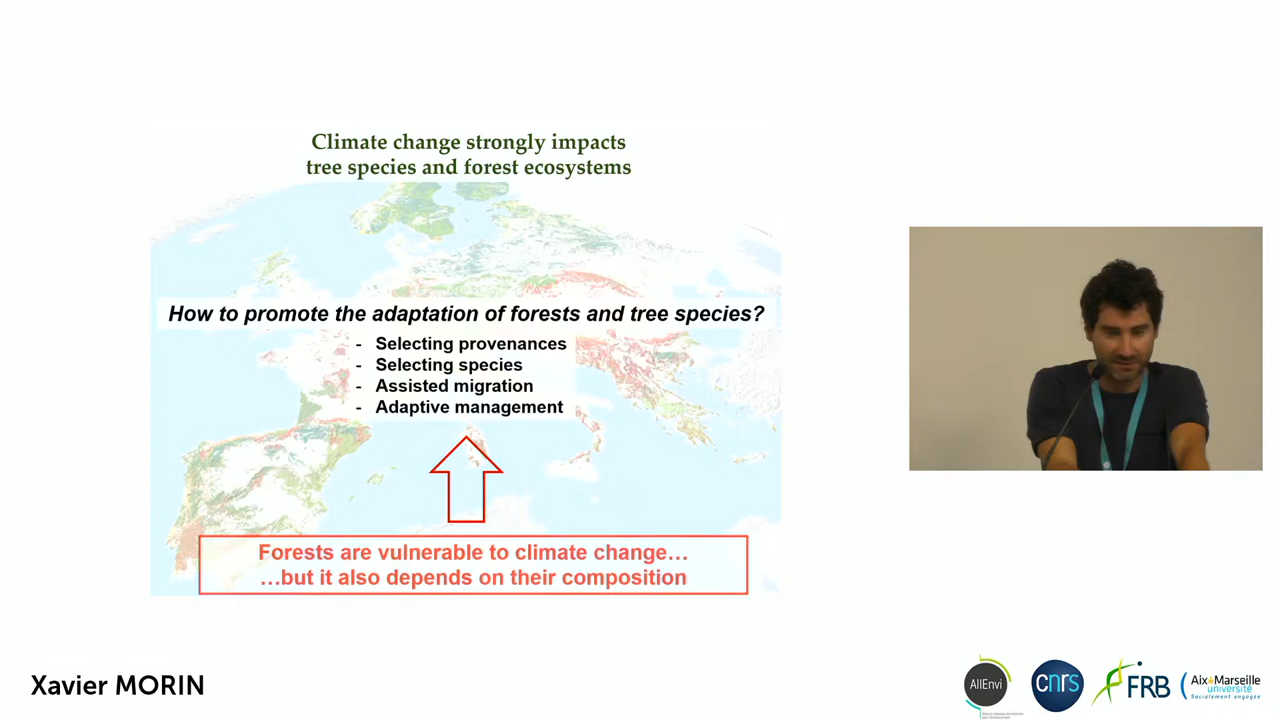 Climate change strongly impacts
tree species and forest ecosystems
How to promote the adaptation of forests and tree species?
- Selecting provenances
- Selecting species
- Assisted migration
- Adaptive management
Forests are vulnerable to climate change…
…but it also depends on their composition
Xavier MORIN
AllEnvi
cnrs
FRB
Aix Marseille
université
Socialement engagée